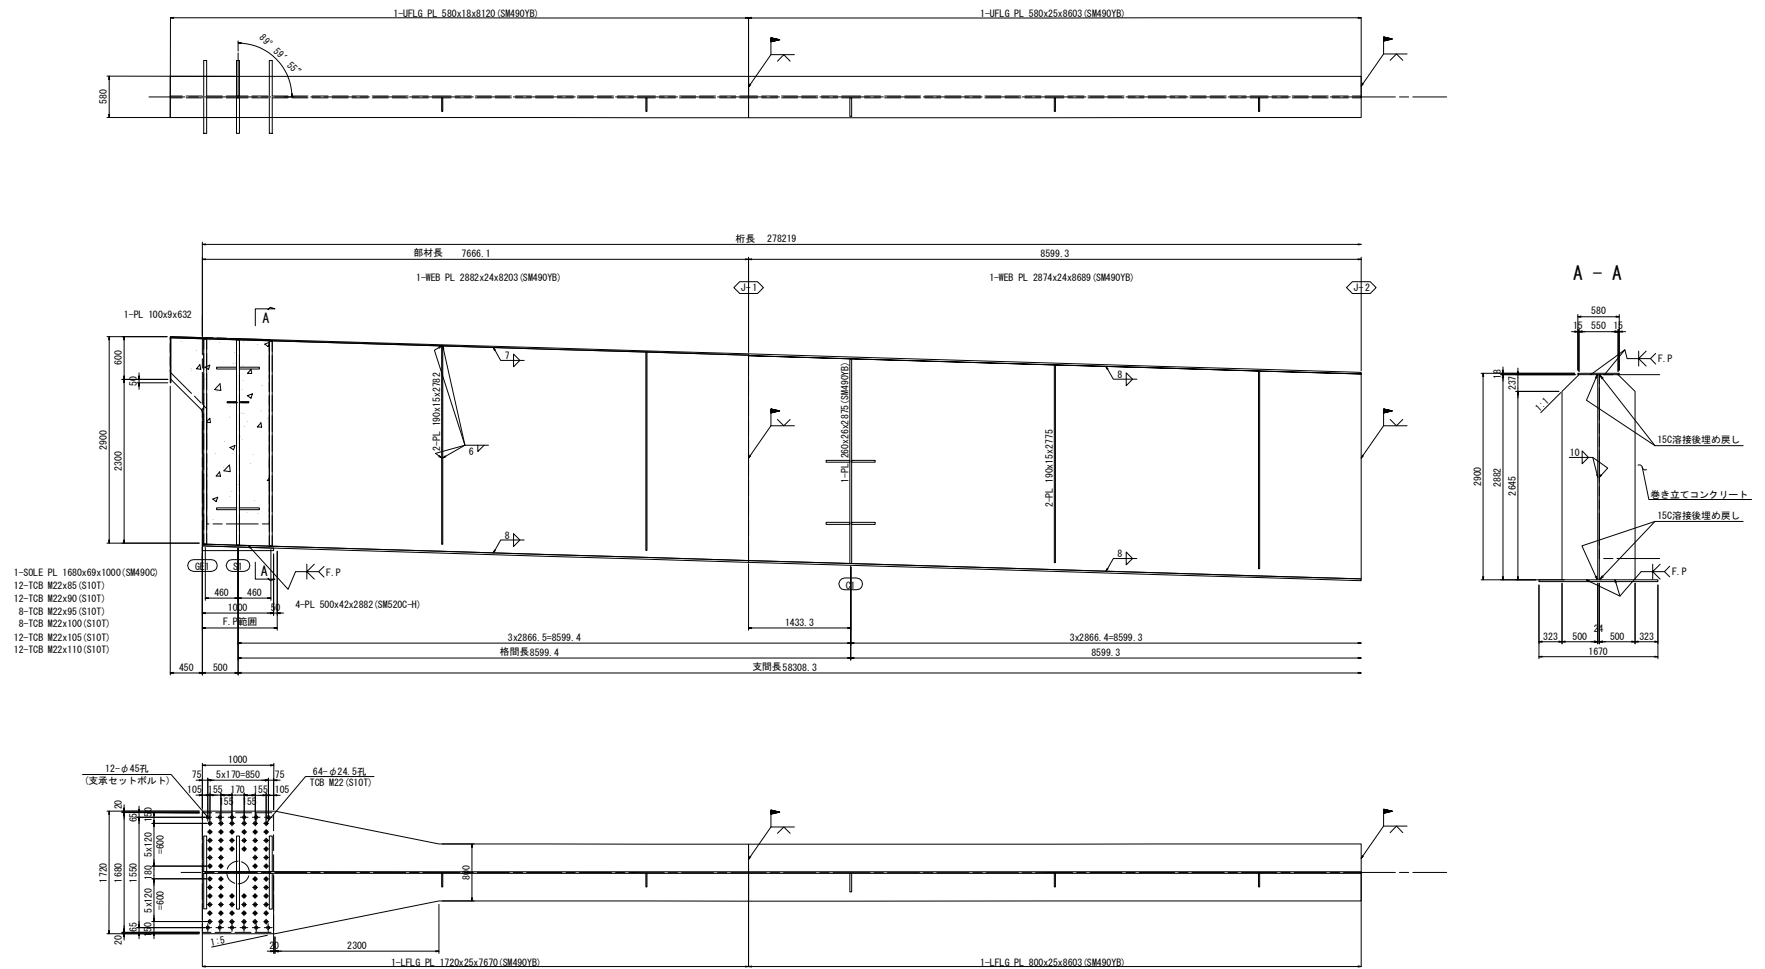 1-UFLG PL 580x18x8120(SM490YB)
1-UFLG PL 580x25x8603(SM490YB)
89° 59′ 55″
580
桁長 278219
部材長 7666.1
8599.3
1-WEB PL 2882x24x8203(SM490YB)
1-WEB PL 2874x24x8689(SM490YB)
J-1
J-2
1-PL 100x9x632
A
600
50
2900
2300
7
8
2-PL 190x15x2782
6
8
1-PL 260x26x2875(SM490YB)
2-PL 190x15x2775
8
GE1
S1
A
F.P
C1
1-SOLE PL 1680x69x1000(SM490C)
12-TCB M22x85(S10T)
12-TCB M22x90(S10T)
8-TCB M22x95(S10T)
8-TCB M22x100(S10T)
12-TCB M22x105(S10T)
12-TCB M22x110(S10T)
460
460
1000
50
F.P範囲
4-PL 500x42x2882(SM520C-H)
1433.3
3x2866.5=8599.4
3x2866.4=8599.3
格間長8599.4
8599.3
450
500
支間長58308.3
A - A
580
15
550
15
F.P
18
237
1:1
15C溶接後埋め戻し
10
2900
2882
2645
巻き立てコンクリート
15C溶接後埋め戻し
F.P
24
323
500
500
323
1670
12-φ45孔
(支承セットボルト)
1000
75
5x170=850
75
64-φ24.5孔
TCB M22(S10T)
105
155
170
155
105
155
155
20
65
150
5x120
=600
1720
1680
1550
180
5x120
=600
65
150
20
800
1:5
20
2300
1-LFLG PL 1720x25x7670(SM490YB)
1-LFLG PL 800x25x8603(SM490YB)